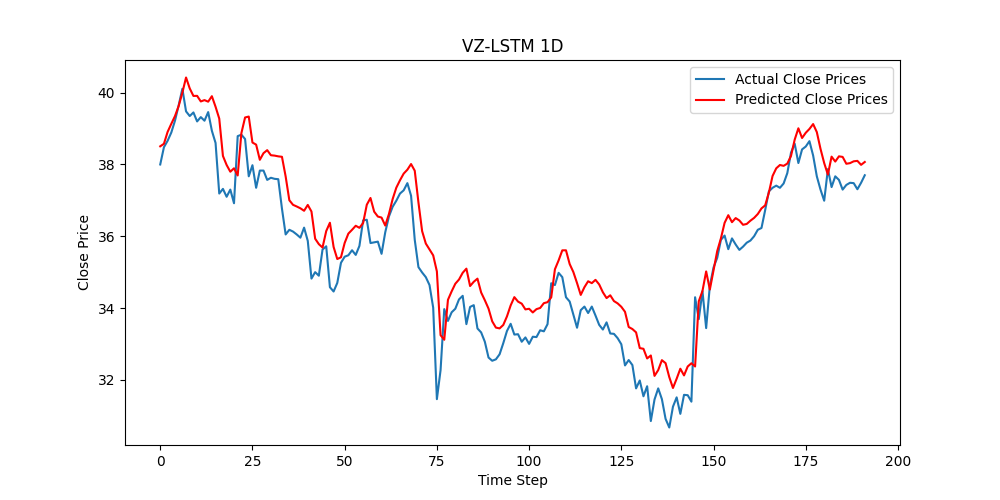 VZ-LSTM 1D
Actual Close Prices
Predicted Close Prices
Close Price
40
38
36
34
32
0 25 50 75 100 125 150 175 200
Time Step